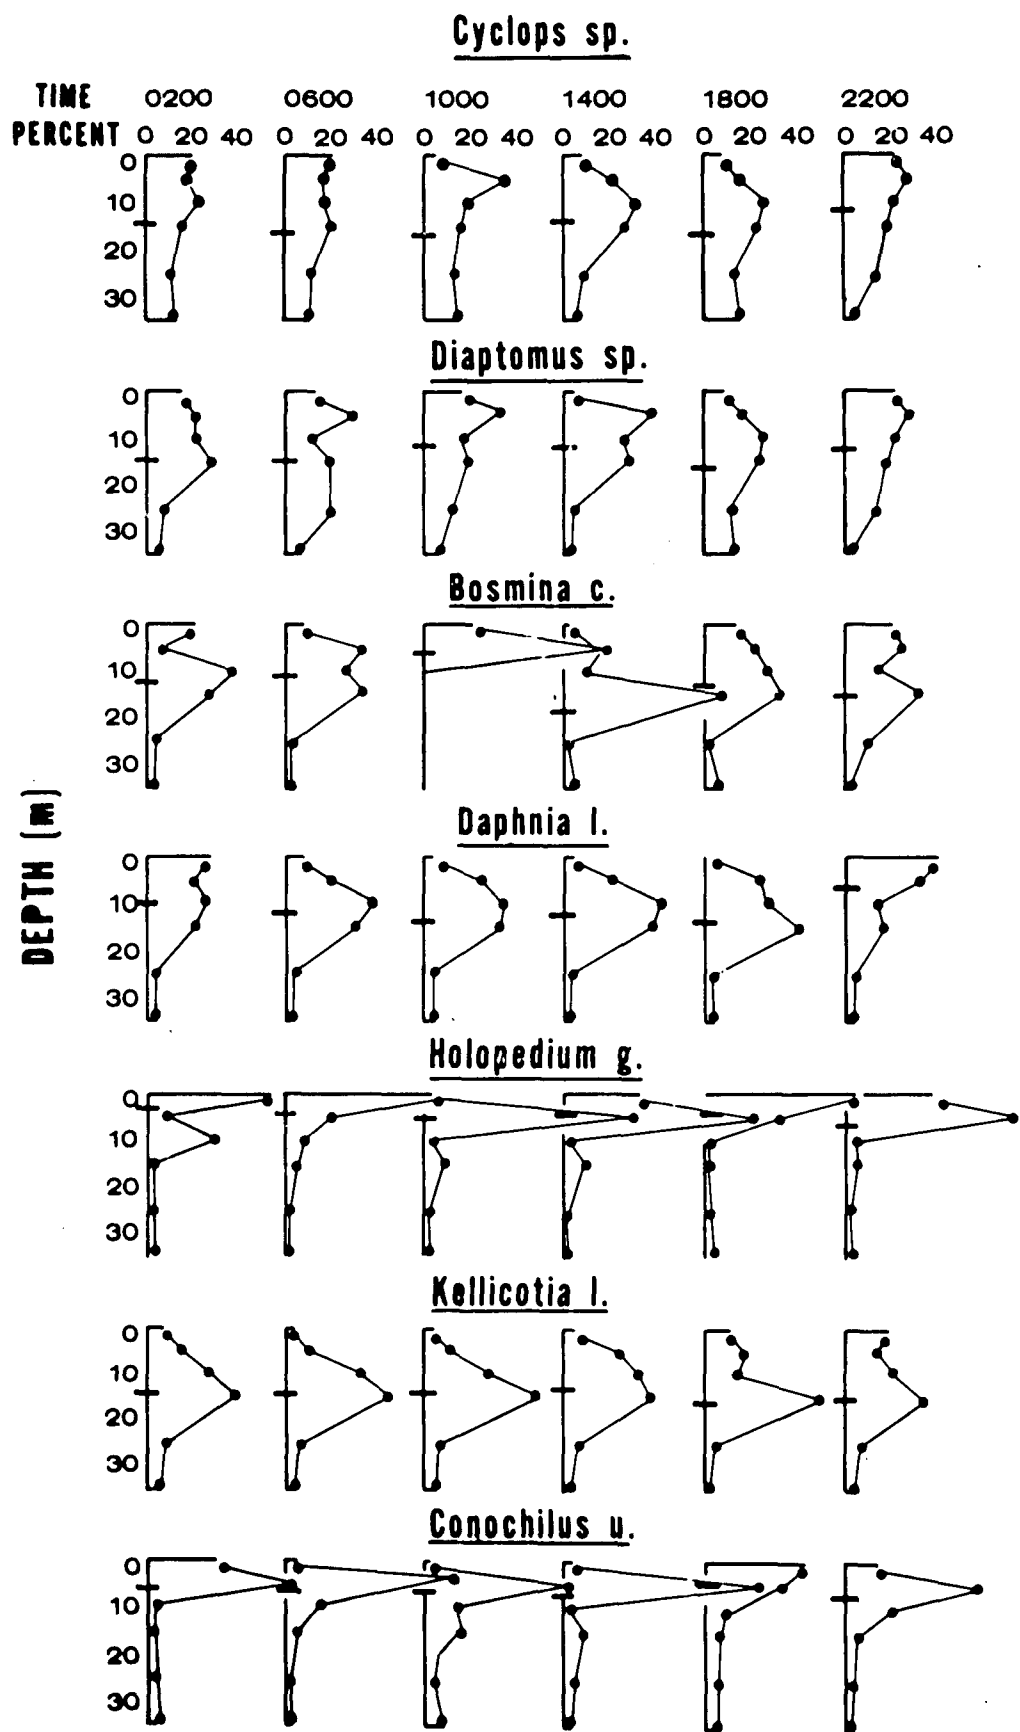 Cyclops sp.
TIME 0200 0600 1000 1400 1800 2200
PERCENT 0 20 40 0 20 40 0 20 40 0 20 40 0 20 40 0 20 40
0
10
20
30
Diaptomus sp.
0
10
20
30
Bosmina c.
0
10
20
30
DEPTH (m)
Daphnia l.
0
10
20
30
Holopedium g.
0
10
20
30
Kellicotia l.
0
10
20
30
Conochilus u.
0
10
20
30